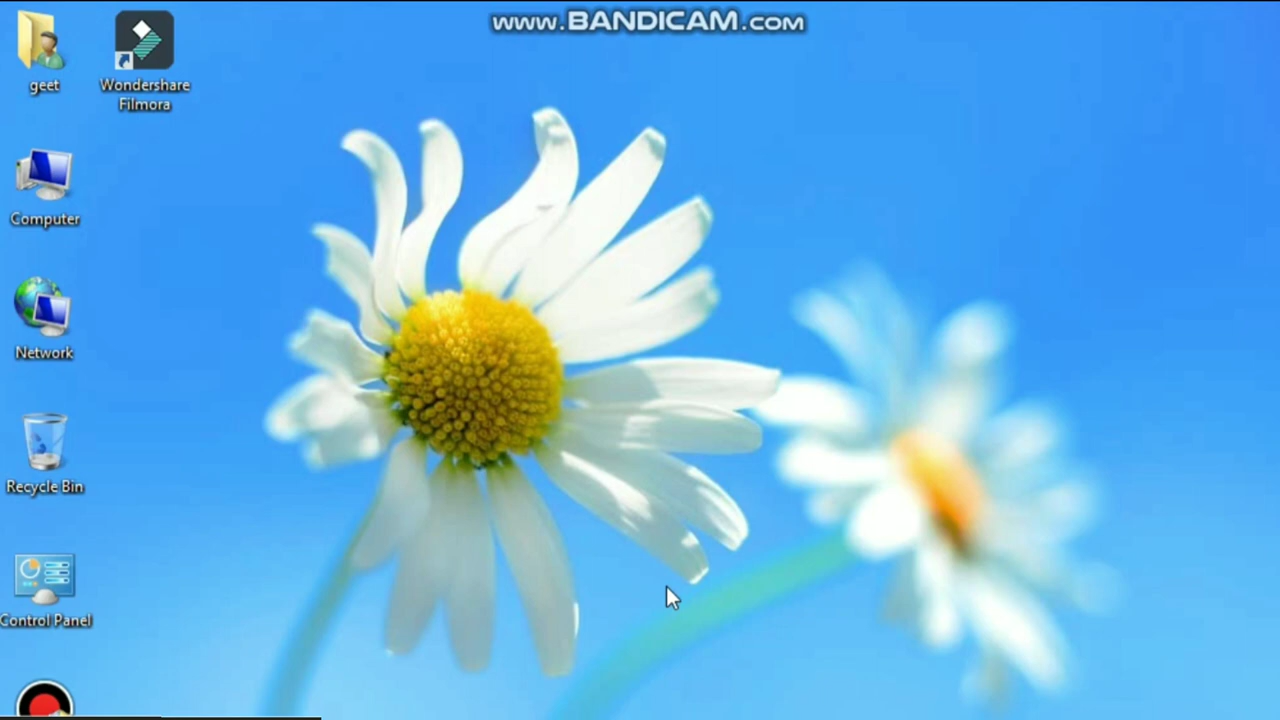 www.BANDICAM.com
geet
Wondershare
Filmora
Computer
Network
Recycle Bin
Control Panel